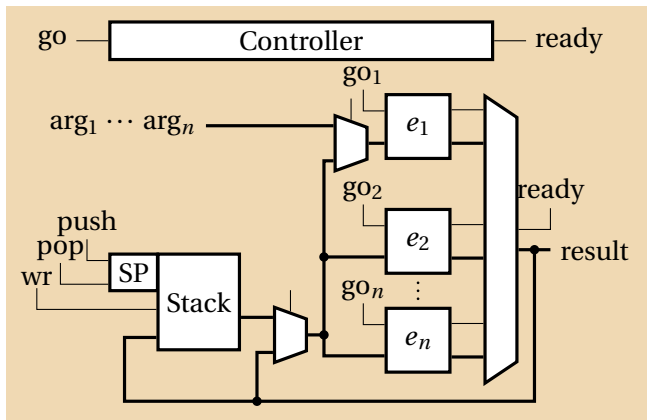 go Controller ready
go₁
arg₁ ⋯ argₙ e₁
go₂ ready
push e₂
pop SP result
wr Stack ⋮
goₙ
eₙ